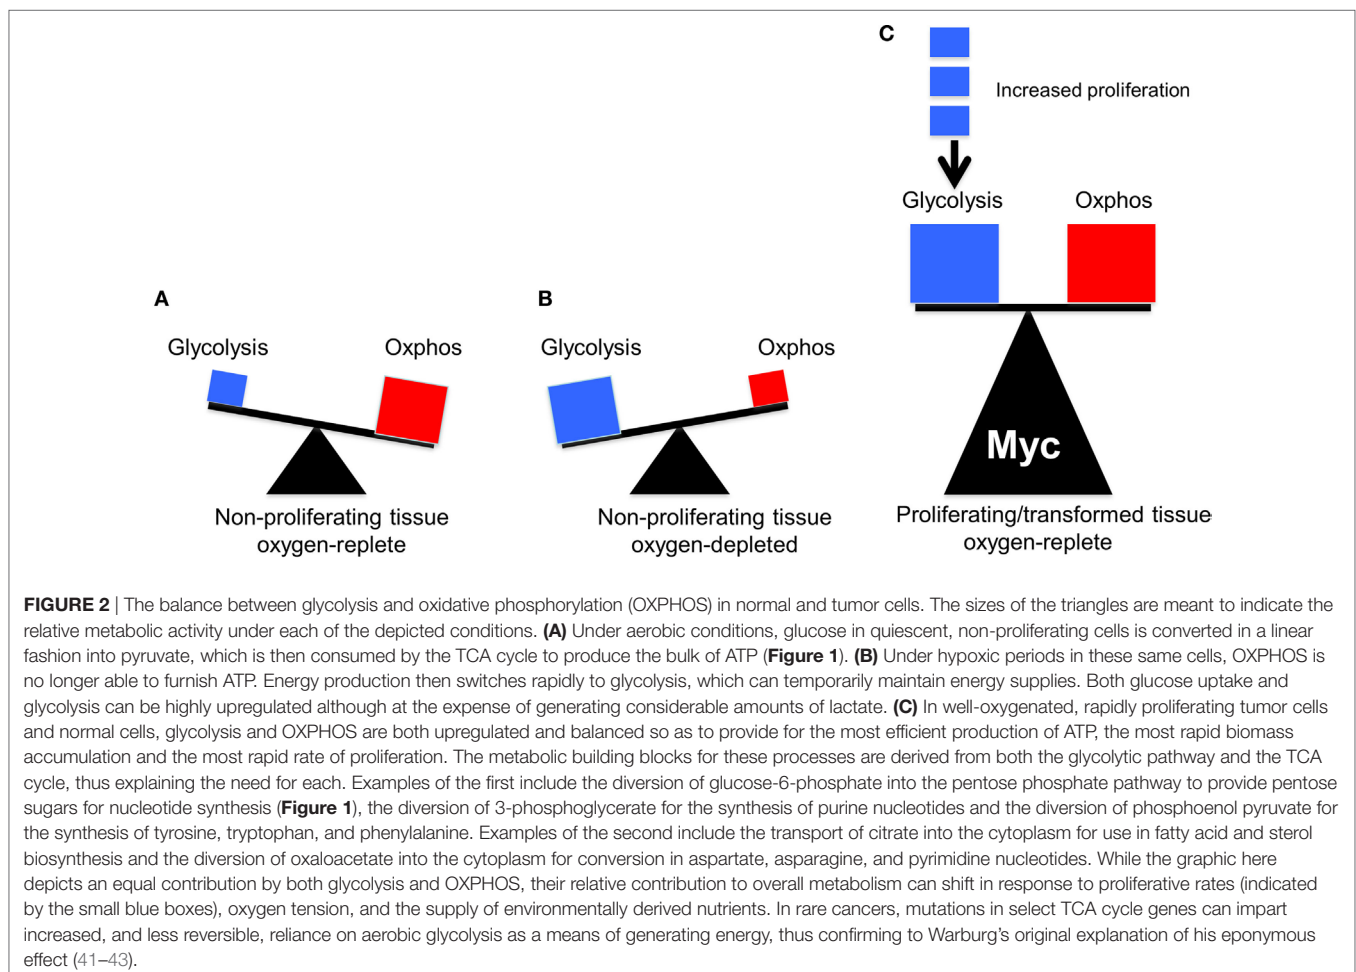 C
Increased proliferation
Glycolysis Oxphos
A B
Glycolysis Oxphos Glycolysis Oxphos
Myc
Non-proliferating tissue
oxygen-replete
Non-proliferating tissue
oxygen-depleted
Proliferating/transformed tissue
oxygen-replete
FIGURE 2 | The balance between glycolysis and oxidative phosphorylation (OXPHOS) in normal and tumor cells. The sizes of the triangles are meant to indicate the
relative metabolic activity under each of the depicted conditions. (A) Under aerobic conditions, glucose in quiescent, non-proliferating cells is converted in a linear
fashion into pyruvate, which is then consumed by the TCA cycle to produce the bulk of ATP (Figure 1). (B) Under hypoxic periods in these same cells, OXPHOS is
no longer able to furnish ATP. Energy production then switches rapidly to glycolysis, which can temporarily maintain energy supplies. Both glucose uptake and
glycolysis can be highly upregulated although at the expense of generating considerable amounts of lactate. (C) In well-oxygenated, rapidly proliferating tumor cells
and normal cells, glycolysis and OXPHOS are both upregulated and balanced so as to provide for the most efficient production of ATP, the most rapid biomass
accumulation and the most rapid rate of proliferation. The metabolic building blocks for these processes are derived from both the glycolytic pathway and the TCA
cycle, thus explaining the need for each. Examples of the first include the diversion of glucose-6-phosphate into the pentose phosphate pathway to provide pentose
sugars for nucleotide synthesis (Figure 1), the diversion of 3-phosphoglycerate for the synthesis of purine nucleotides and the diversion of phosphoenol pyruvate for
the synthesis of tyrosine, tryptophan, and phenylalanine. Examples of the second include the transport of citrate into the cytoplasm for use in fatty acid and sterol
biosynthesis and the diversion of oxaloacetate into the cytoplasm for conversion in aspartate, asparagine, and pyrimidine nucleotides. While the graphic here
depicts an equal contribution by both glycolysis and OXPHOS, their relative contribution to overall metabolism can shift in response to proliferative rates (indicated
by the small blue boxes), oxygen tension, and the supply of environmentally derived nutrients. In rare cancers, mutations in select TCA cycle genes can impart
increased, and less reversible, reliance on aerobic glycolysis as a means of generating energy, thus confirming to Warburg's original explanation of his eponymous
effect (41–43).